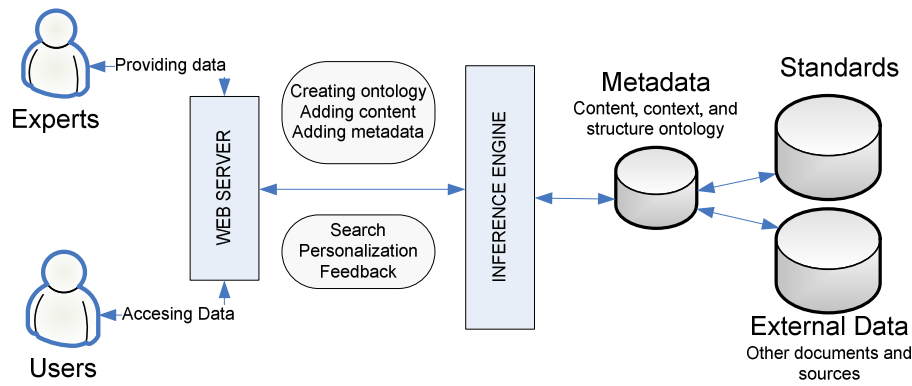 Experts
Providing data
WEB SERVER
Creating ontology
Adding content
Adding metadata
Search
Personalization
Feedback
Users
Accesing Data
INFERENCE ENGINE
Metadata
Content, context, and
structure ontology
Standards
External Data
Other documents and
sources